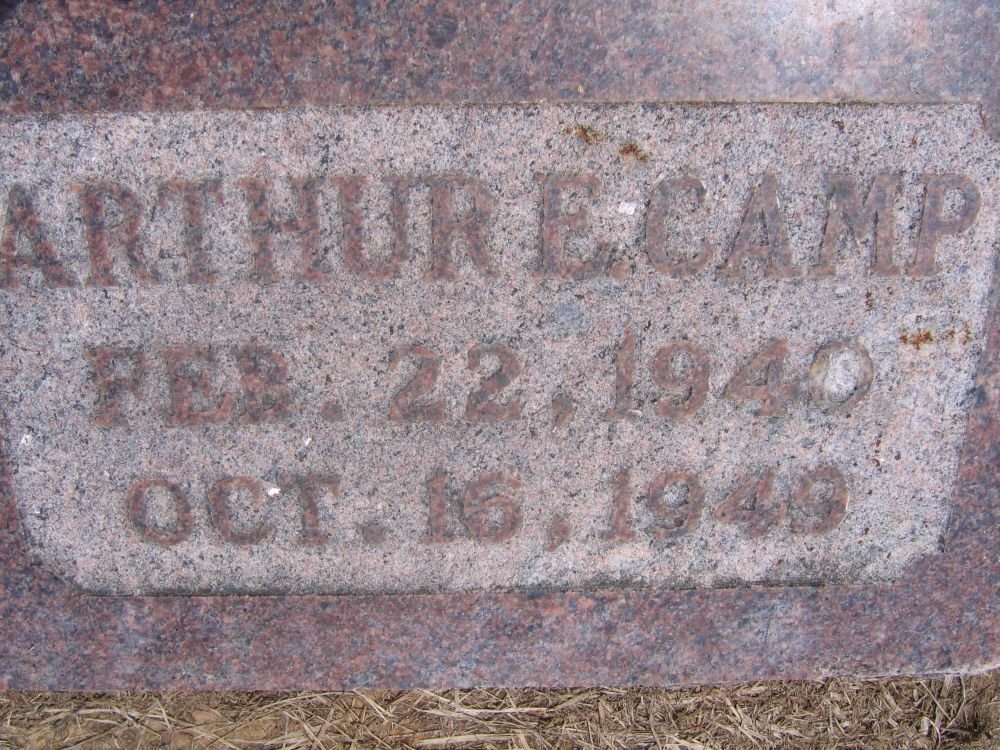 ARTHUR E. CAMP
FEB. 22, 1940
OCT. 16, 1949